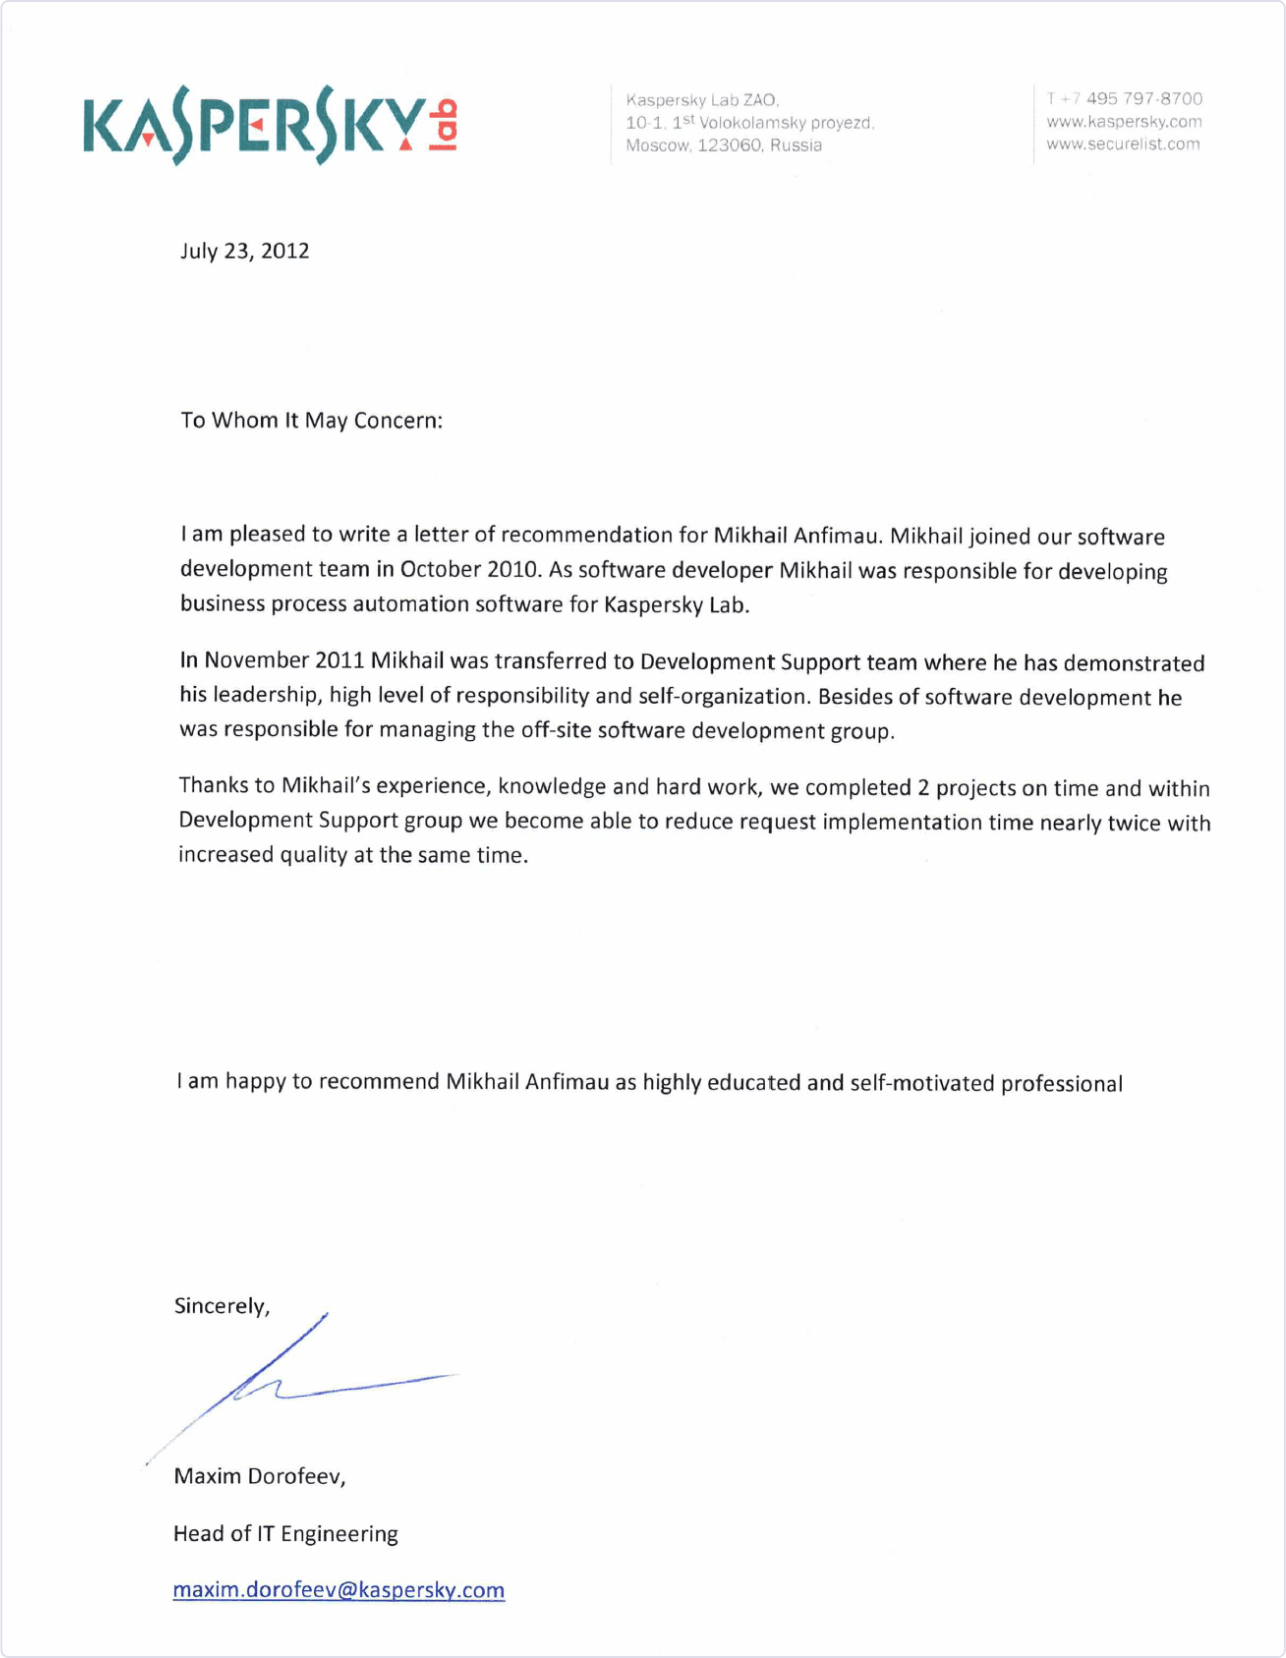 KASPERSKY lab
Kaspersky Lab ZAO,
10-1, 1st Volokolamsky proyezd,
Moscow, 123060, Russia
T +7 495 797-8700
www.kaspersky.com
www.securelist.com
July 23, 2012
To Whom It May Concern:
I am pleased to write a letter of recommendation for Mikhail Anfimau. Mikhail joined our software
development team in October 2010. As software developer Mikhail was responsible for developing
business process automation software for Kaspersky Lab.
In November 2011 Mikhail was transferred to Development Support team where he has demonstrated
his leadership, high level of responsibility and self-organization. Besides of software development he
was responsible for managing the off-site software development group.
Thanks to Mikhail's experience, knowledge and hard work, we completed 2 projects on time and within
Development Support group we become able to reduce request implementation time nearly twice with
increased quality at the same time.
I am happy to recommend Mikhail Anfimau as highly educated and self-motivated professional
Sincerely,
Maxim Dorofeev,
Head of IT Engineering
maxim.dorofeev@kaspersky.com